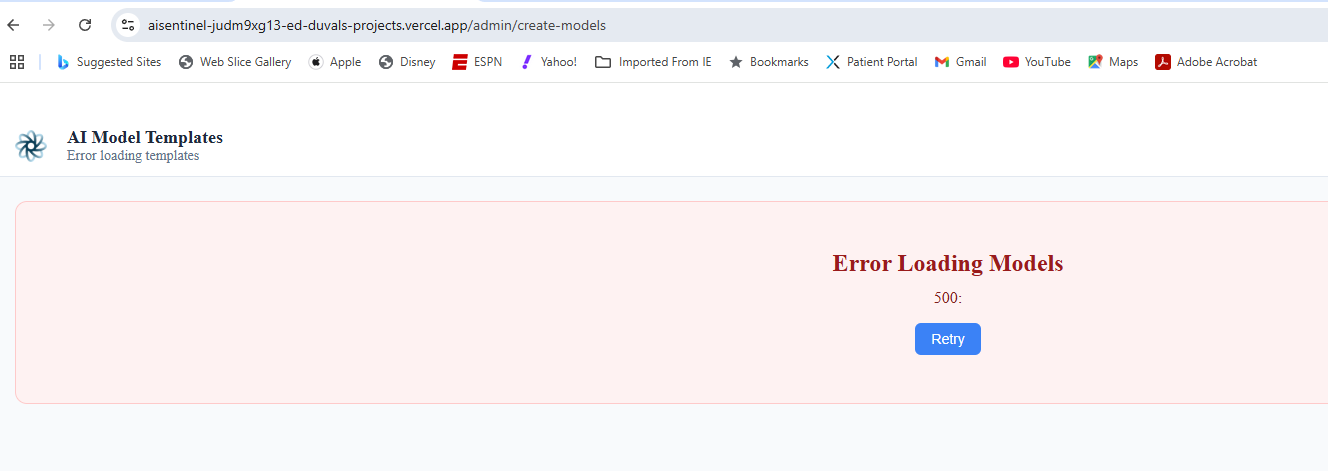 aisentinel-judm9xg13-ed-duvals-projects.vercel.app/admin/create-models
Suggested Sites Web Slice Gallery Apple Disney ESPN Yahoo! Imported From IE Bookmarks Patient Portal Gmail YouTube Maps Adobe Acrobat
AI Model Templates
Error loading templates
Error Loading Models
500:
Retry